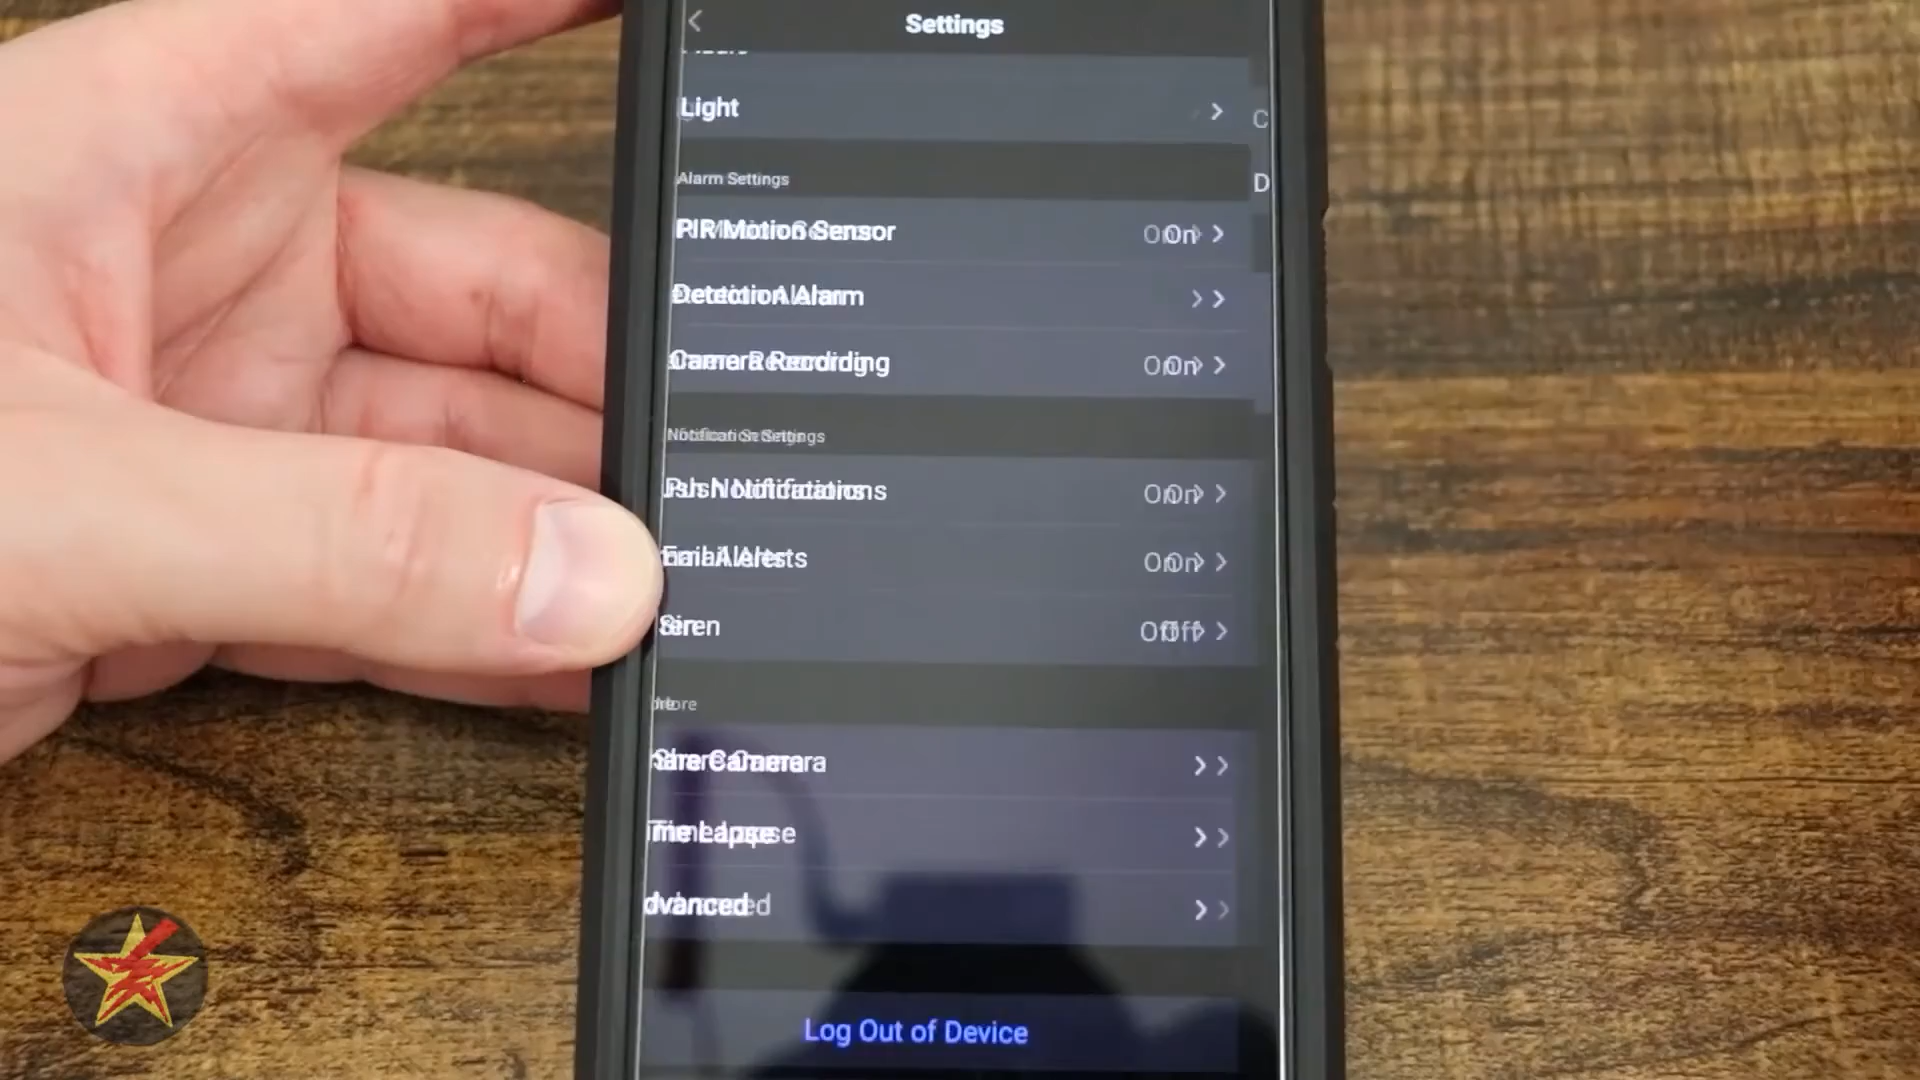 Settings
Light
Alarm Settings
PIR Motion Sensor On
Detection Alarm
Camera Recording On
Notification Settings
Push Notifications On
Email Alerts On
Siren Off
More
Share Camera
Time Lapse
Advanced
Log Out of Device